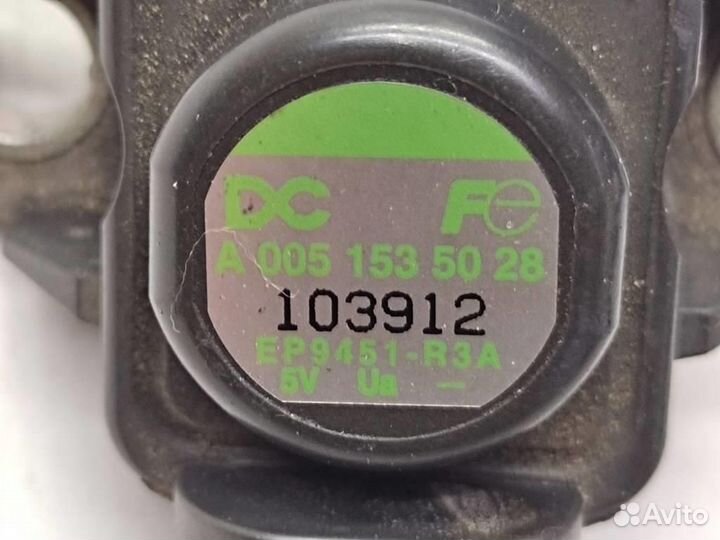 DC Fe
A 005 153 50 28
103912
EP9451-R3A
5V Ua —
Avito